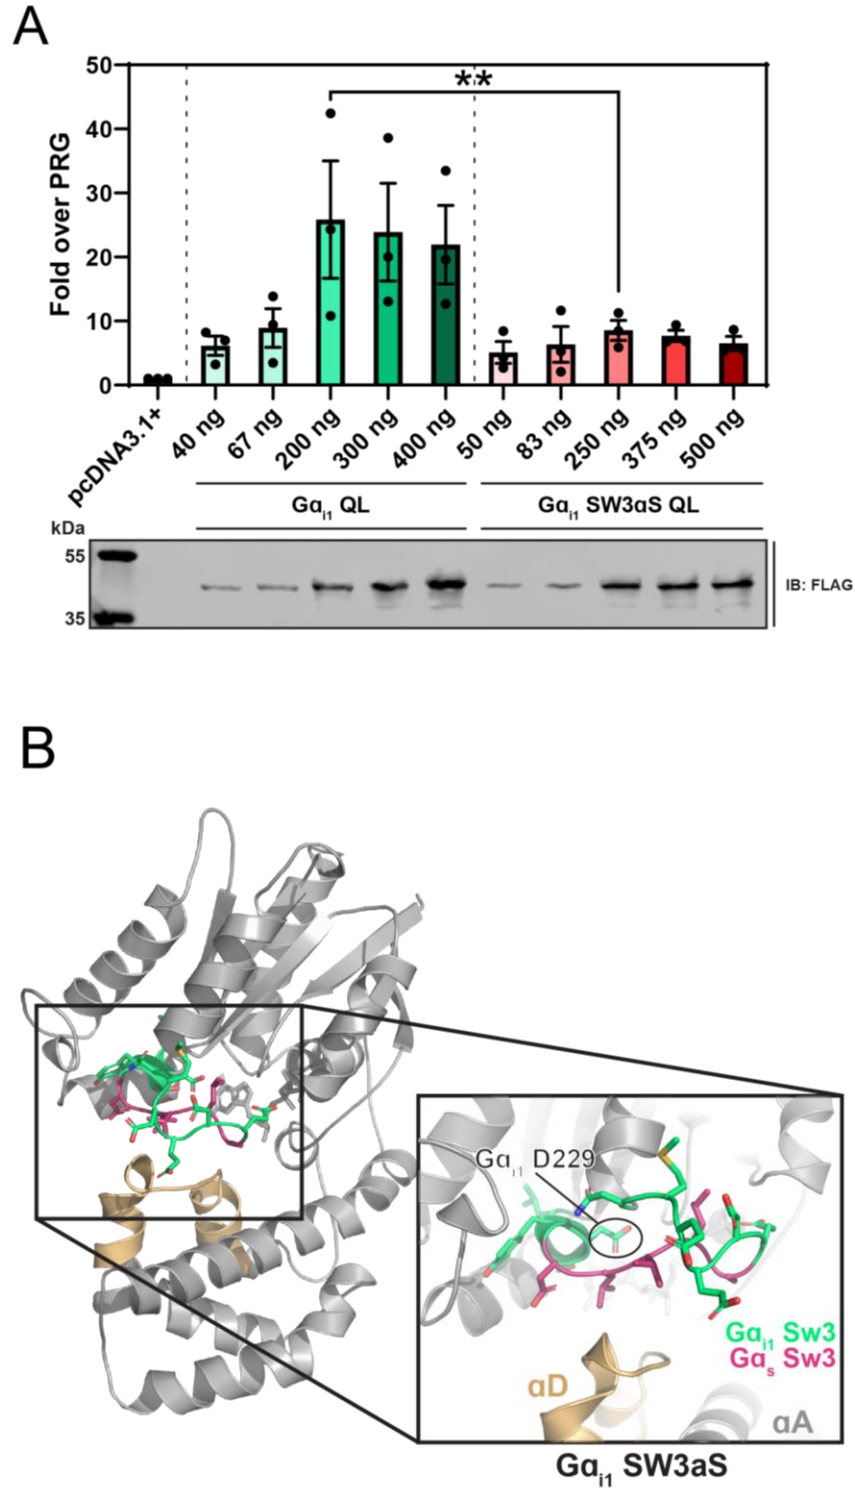 A
50
**
40
30
20
10
0
Fold over PRG
pcDNA3.1+
40 ng
67 ng
200 ng
300 ng
400 ng
50 ng
83 ng
250 ng
375 ng
500 ng
Gαi1 QL
Gαi1 SW3αS QL
kDa
55
35
IB: FLAG
B
Gαi1 D229
Gαi1 Sw3
Gαs Sw3
αD
αA
Gαi1 SW3aS